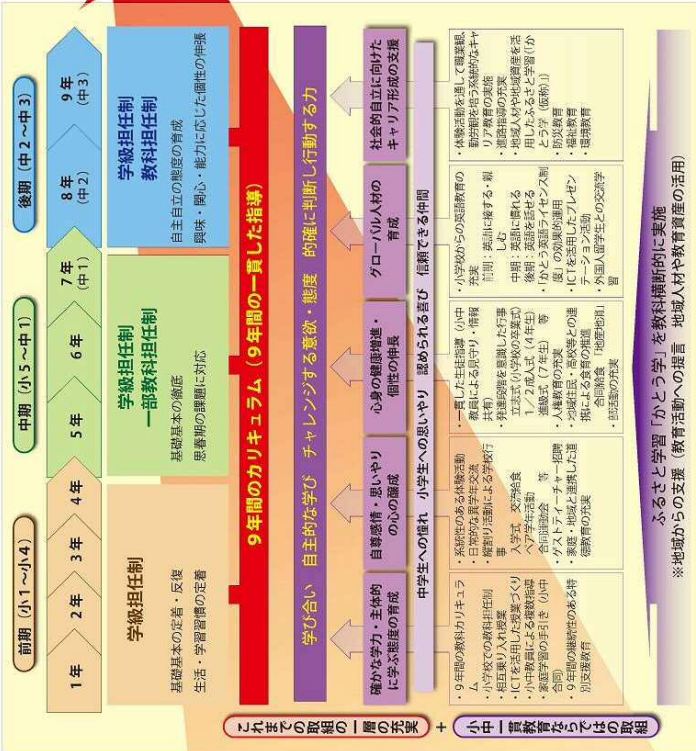 前期（小１～小４）
中期（小５～中１）
後期（中２～中３）
１年
２年
３年
４年
５年
６年
７年
（中１）
８年
（中２）
９年
（中３）
学級担任制
基礎基本の定着・反復
生活・学習習慣の定着
学級担任制
一部教科担任制
基礎基本の徹底
思春期の課題に対応
学級担任制
教科担任制
自主自立の態度の育成
興味・関心・能力に応じた個性の伸張
９年間のカリキュラム（９年間の一貫した指導）
学び合い　自主的な学び　チャレンジする意欲・態度　的確に判断し行動する力
確かな学力・主体的
に学ぶ態度の育成
自尊感情・思いやり
の心の醸成
心身の健康増進・
個性の伸長
グローバル人材の
育成
社会的自立に向けた
キャリア形成の支援
中学生への憧れ　小学生への思いやり　認められる喜び　信頼できる仲間
・９年間の教科カリキュラ
ム
・小学校での教科担任制
・相互乗り入れ授業
・ICTを活用した授業づくり
・小中教員による複数指導
・家庭学習の手引き（小中
合同）
・９年間の継続性のある特
別支援教育
・系統性のある体験活動
・日常的な異学年交流
・縦割り活動による学校行
事
入学式　交流給食
ペア学年活動
合同運動会　等
・ゲストティーチャー招聘
・家庭・地域と連携した道
徳教育の充実
・一貫した生徒指導（小中
教員による見守り・情報
共有）
・発達段階を意識した行事
立志式（小学校の卒業式）
１／２成人式（４年生）
進級式（７年生）　等
・人権教育の充実
・地域住民・高校等との連
携による食育の推進
合同給食　「地産地消」
・部活動の充実
・小学校からの英語教育の
充実
前期：英語に接する・親
しむ
中期：英語に慣れる
後期：英語を話せる
・「かとう英語ライセンス制
度」の効果的運用
・ICTを活用したプレゼン
テーション活動
・外国人留学生との交流学
習
・体験活動を通して職業観
勤労観を培う系統的なキャ
リア教育の実施
・進路指導の充実
・地域人材や地域資産を活
用したふるさと学習（「か
とう学（仮称）」）
・防災教育
・福祉教育
・環境教育
ふるさと学習「かとう学」を教科横断的に実施
※地域からの支援（教育活動への提言　地域人材や教育資産の活用）
これまでの取組の一層の充実
＋
小中一貫教育ならではの取組